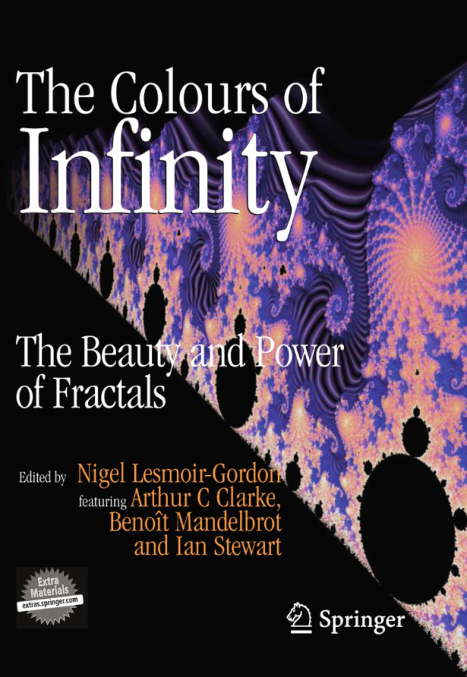 The Colours of
Infinity
The Beauty and Power
of Fractals
Edited by Nigel Lesmoir-Gordon
featuring Arthur C Clarke,
Benoît Mandelbrot
and Ian Stewart
Extra
Materials
extras.springer.com
Springer